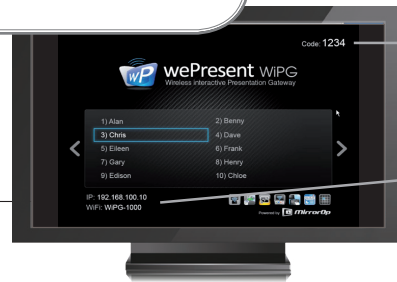 Code: 1234
wP wePresent WiPG
Wireless Interactive Presentation Gateway
1) Alan 2) Benny
3) Chris 4) Dave
5) Eileen 6) Frank
7) Gary 8) Henry
9) Edison 10) Chloe
IP: 192.168.100.10
WiFi: WiPG-1000
Powered by MirrorOp